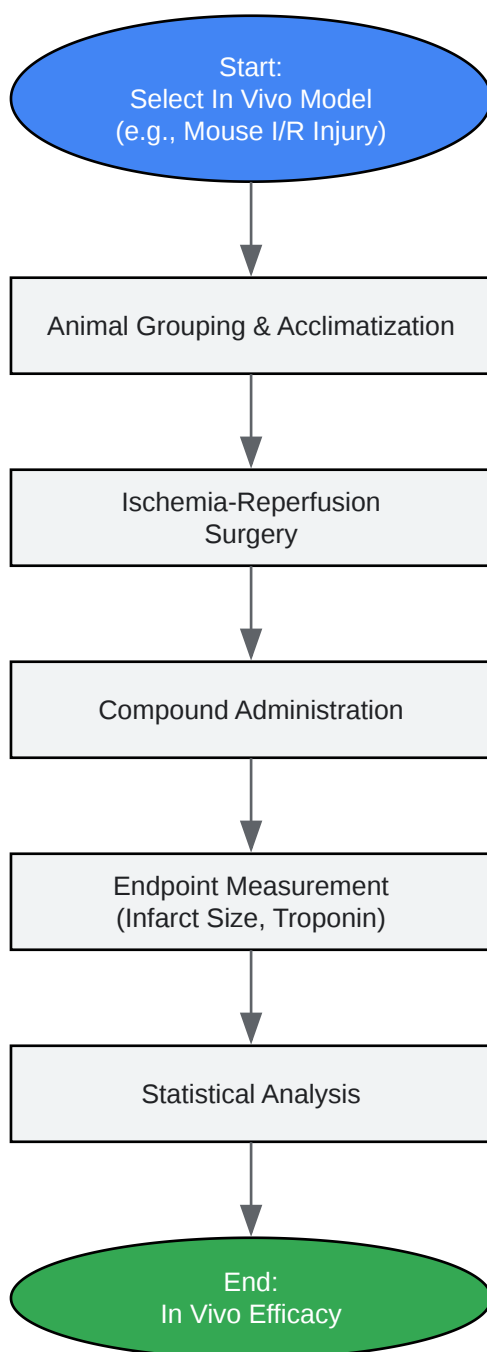 Start:
Select In Vivo Model
(e.g., Mouse I/R Injury)
Animal Grouping & Acclimatization
Ischemia-Reperfusion
Surgery
Compound Administration
Endpoint Measurement
(Infarct Size, Troponin)
Statistical Analysis
End:
In Vivo Efficacy